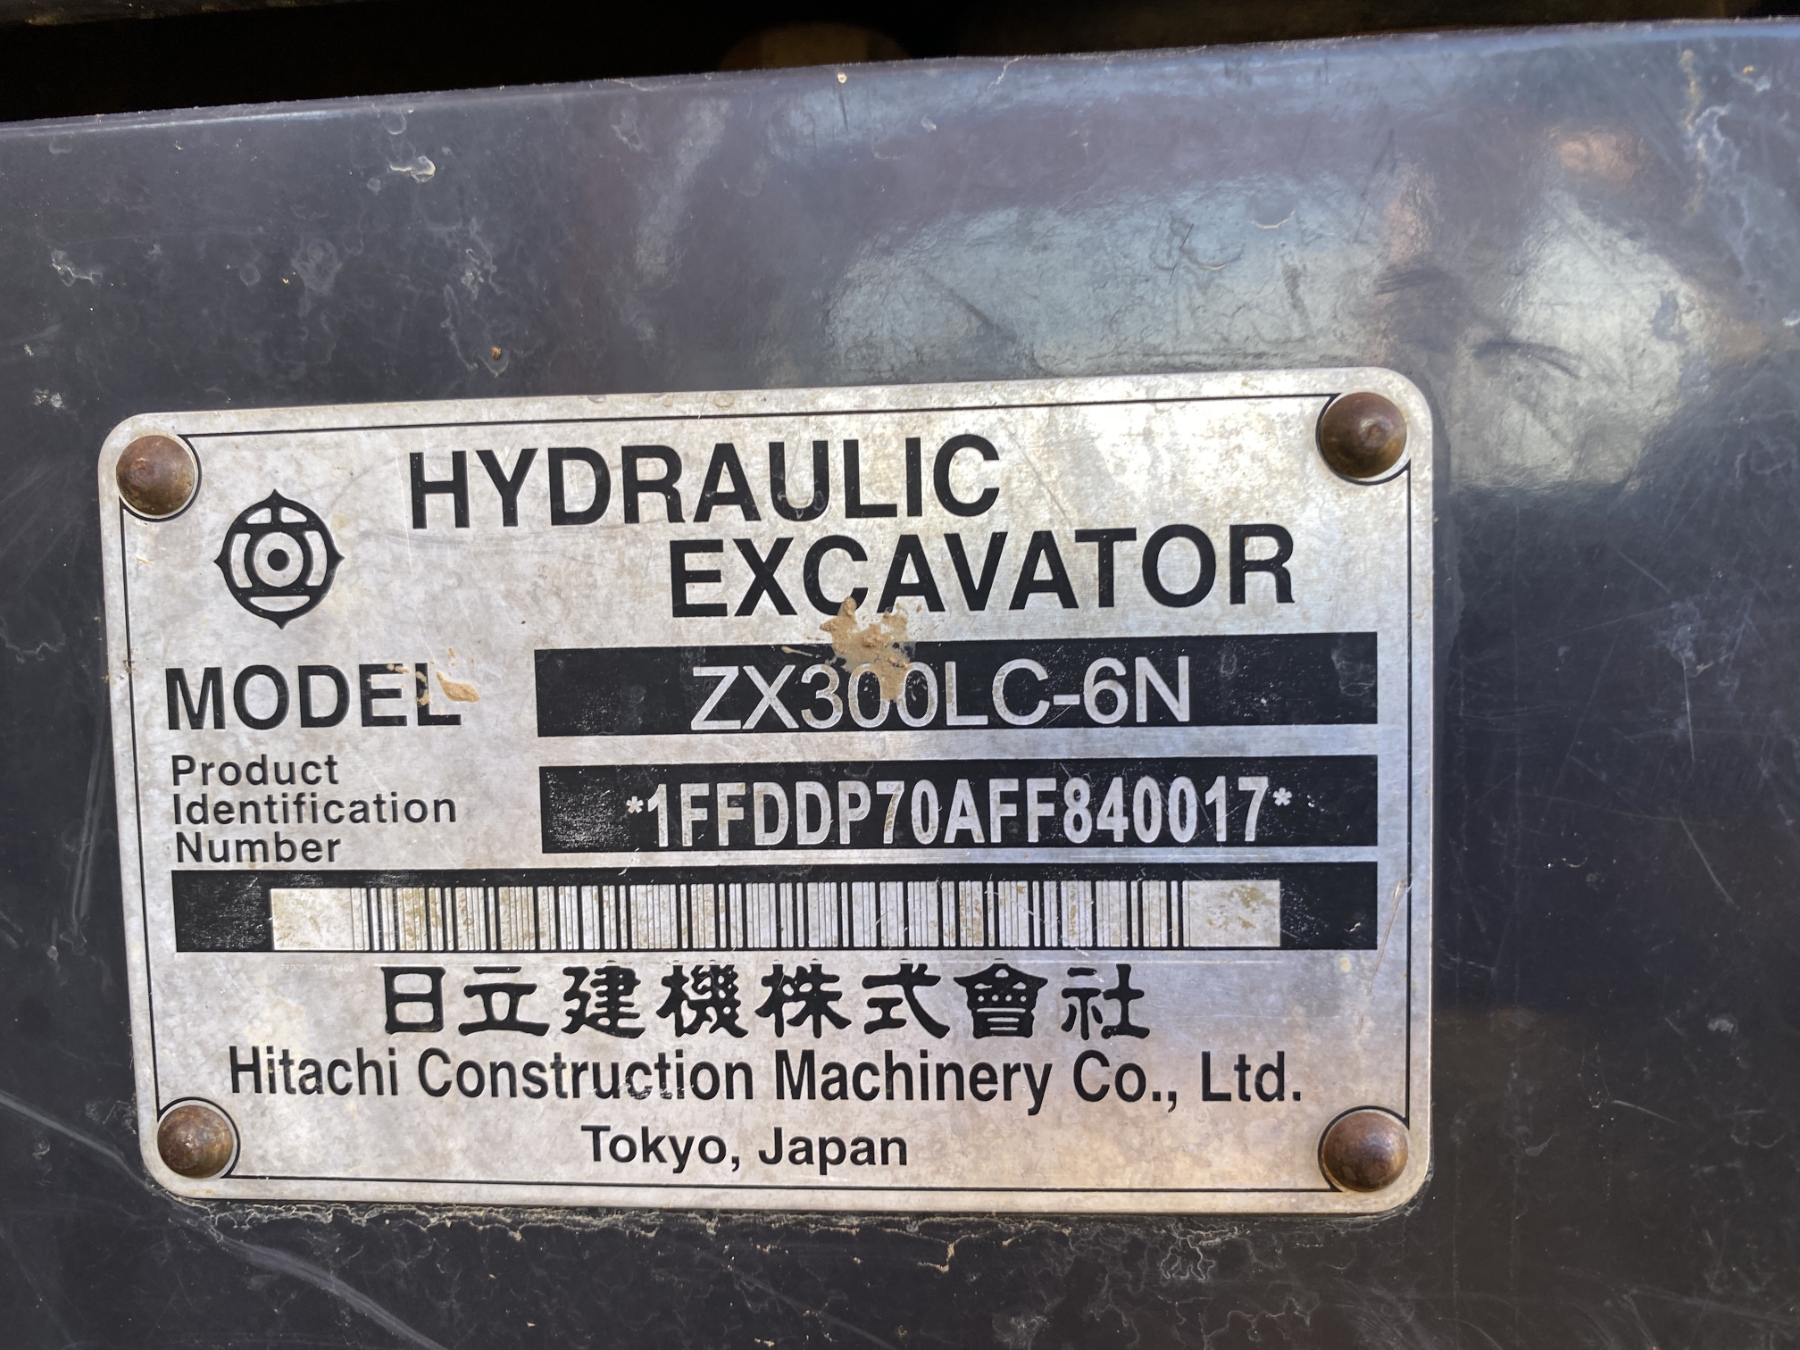 HYDRAULIC
EXCAVATOR
MODEL ZX300LC-6N
Product
Identification
Number
*1FFDDP70AFF840017*
日立建機株式會社
Hitachi Construction Machinery Co., Ltd.
Tokyo, Japan